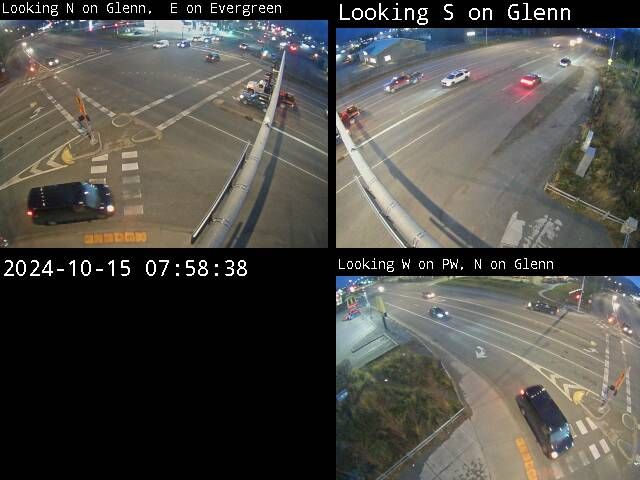 Looking N on Glenn, E on Evergreen
Looking S on Glenn
2024-10-15 07:58:38
Looking W on PW, N on Glenn